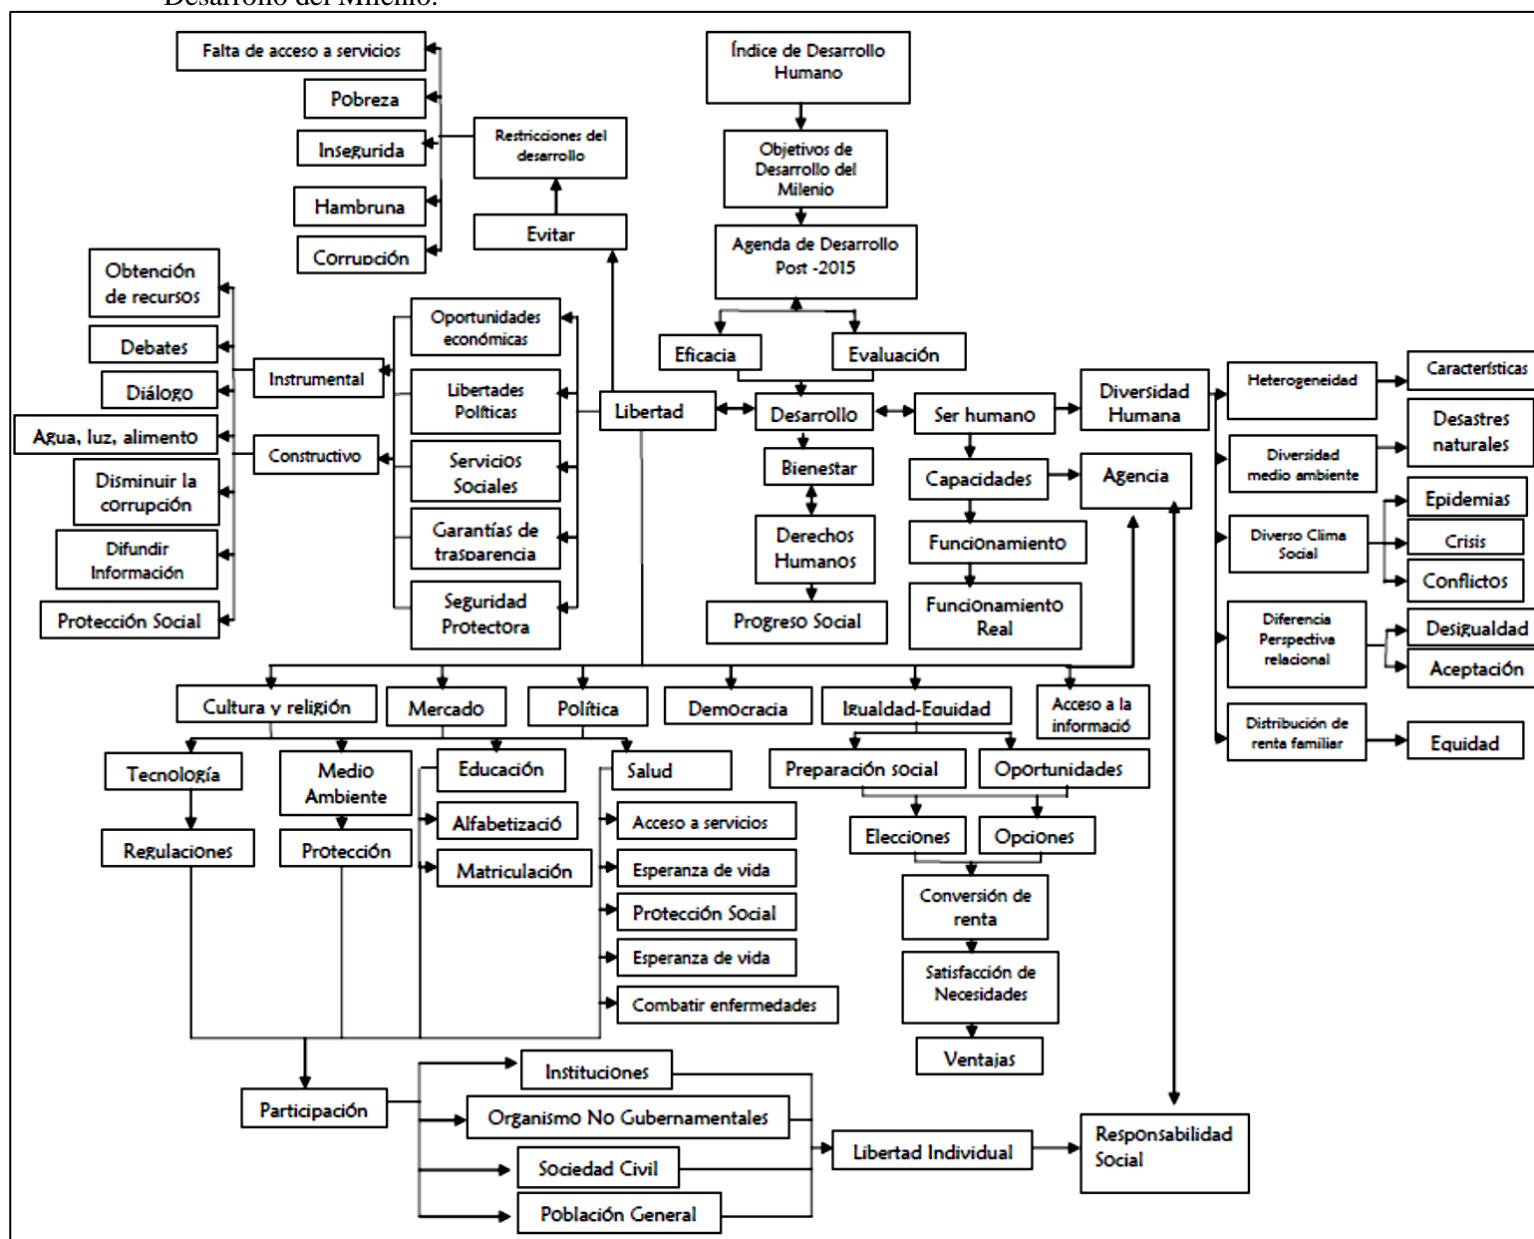 Desarrollo del Milenio.
Falta de acceso a servicios
Pobreza
Insegurida
Hambruna
Corrupción
Restricciones del
desarrollo
Evitar
Índice de Desarrollo
Humano
Objetivos de
Desarrollo del
Milenio
Agenda de Desarrollo
Post -2015
Eficacia
Evaluación
Obtención
de recursos
Debates
Diálogo
Agua, luz, alimento
Disminuir la
corrupción
Difundir
Información
Protección Social
Instrumental
Constructivo
Oportunidades
económicas
Libertades
Políticas
Servicios
Sociales
Garantías de
trasparencia
Seguridad
Protectora
Libertad
Desarrollo
Ser humano
Diversidad
Humana
Bienestar
Derechos
Humanos
Progreso Social
Capacidades
Agencia
Funcionamiento
Funcionamiento
Real
Heterogeneidad
Características
Diversidad
medio ambiente
Desastres
naturales
Diverso Clima
Social
Epidemias
Crisis
Conflictos
Diferencia
Perspectiva
relacional
Desigualdad
Aceptación
Distribución de
renta familiar
Equidad
Cultura y religión
Mercado
Política
Democracia
Igualdad-Equidad
Acceso a la
informació
Tecnología
Medio
Ambiente
Educación
Salud
Preparación social
Oportunidades
Regulaciones
Protección
Alfabetizació
Matriculación
Acceso a servicios
Esperanza de vida
Protección Social
Esperanza de vida
Combatir enfermedades
Elecciones
Opciones
Conversión de
renta
Satisfacción de
Necesidades
Ventajas
Participación
Instituciones
Organismo No Gubernamentales
Sociedad Civil
Población General
Libertad Individual
Responsabilidad
Social